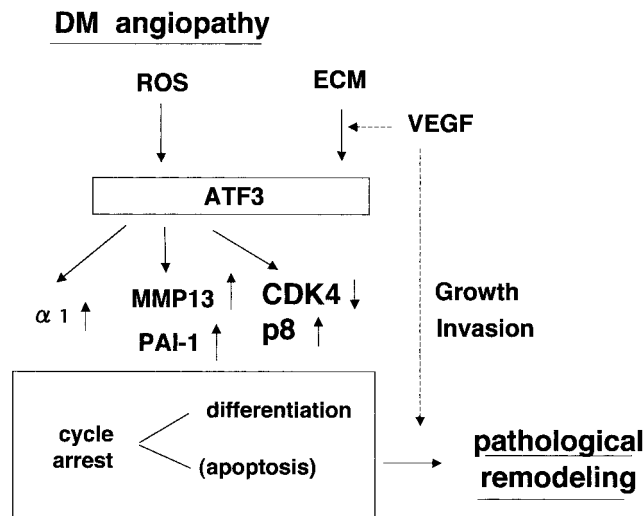 DM angiopathy
ROS
ECM
VEGF
ATF3
α1
MMP13
CDK4
PAI-1
p8
Growth
Invasion
cycle
arrest
differentiation
(apoptosis)
pathological
remodeling